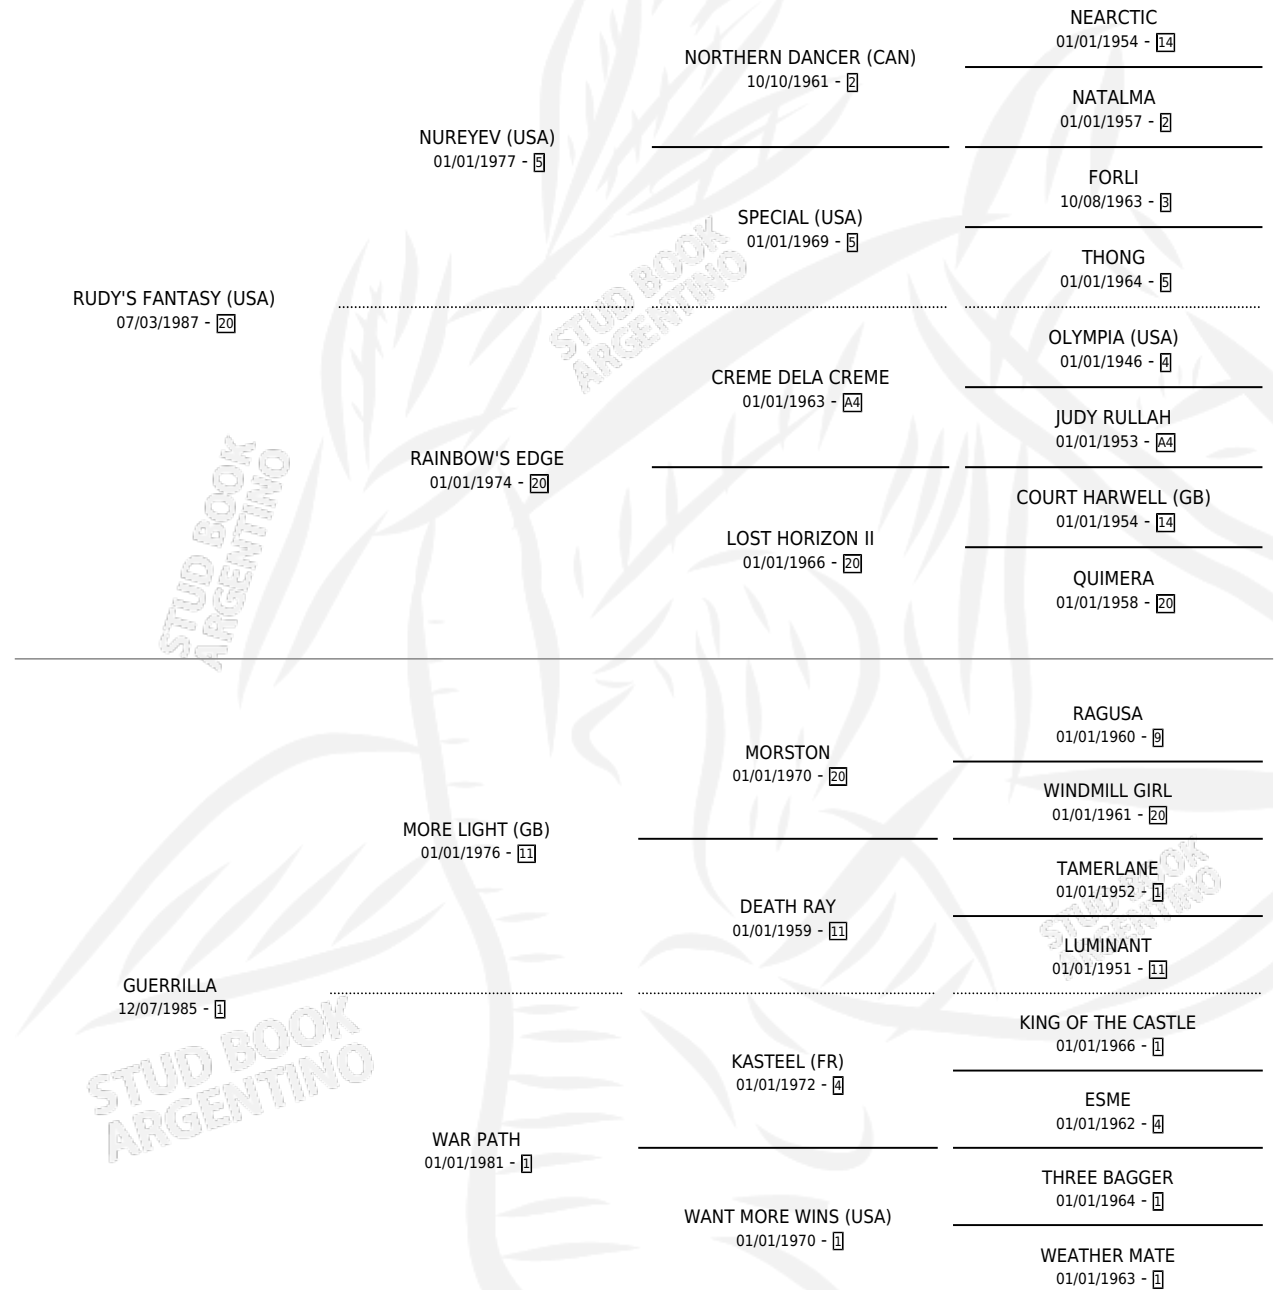 NEARCTIC
01/01/1954 - 14
NORTHERN DANCER (CAN)
10/10/1961 - 2
NATALMA
01/01/1957 - 2
NUREYEV (USA)
01/01/1977 - 5
FORLI
10/08/1963 - 3
SPECIAL (USA)
01/01/1969 - 5
THONG
01/01/1964 - 5
RUDY'S FANTASY (USA)
07/03/1987 - 20
OLYMPIA (USA)
01/01/1946 - 4
CREME DELA CREME
01/01/1963 - A4
JUDY RULLAH
01/01/1953 - A4
RAINBOW'S EDGE
01/01/1974 - 20
COURT HARWELL (GB)
01/01/1954 - 14
LOST HORIZON II
01/01/1966 - 20
QUIMERA
01/01/1958 - 20
RAGUSA
01/01/1960 - 9
MORSTON
01/01/1970 - 20
WINDMILL GIRL
01/01/1961 - 20
MORE LIGHT (GB)
01/01/1976 - 11
TAMERLANE
01/01/1952 - 1
DEATH RAY
01/01/1959 - 11
LUMINANT
01/01/1951 - 11
GUERRILLA
12/07/1985 - 1
KING OF THE CASTLE
01/01/1966 - 1
KASTEEL (FR)
01/01/1972 - 4
ESME
01/01/1962 - 4
WAR PATH
01/01/1981 - 1
THREE BAGGER
01/01/1964 - 1
WANT MORE WINS (USA)
01/01/1970 - 1
WEATHER MATE
01/01/1963 - 1
STUD BOOK
ARGENTINO
STUD BOOK
ARGENTINO
STUD BOOK
ARGENTINO
STUD BOOK
ARGENTINO